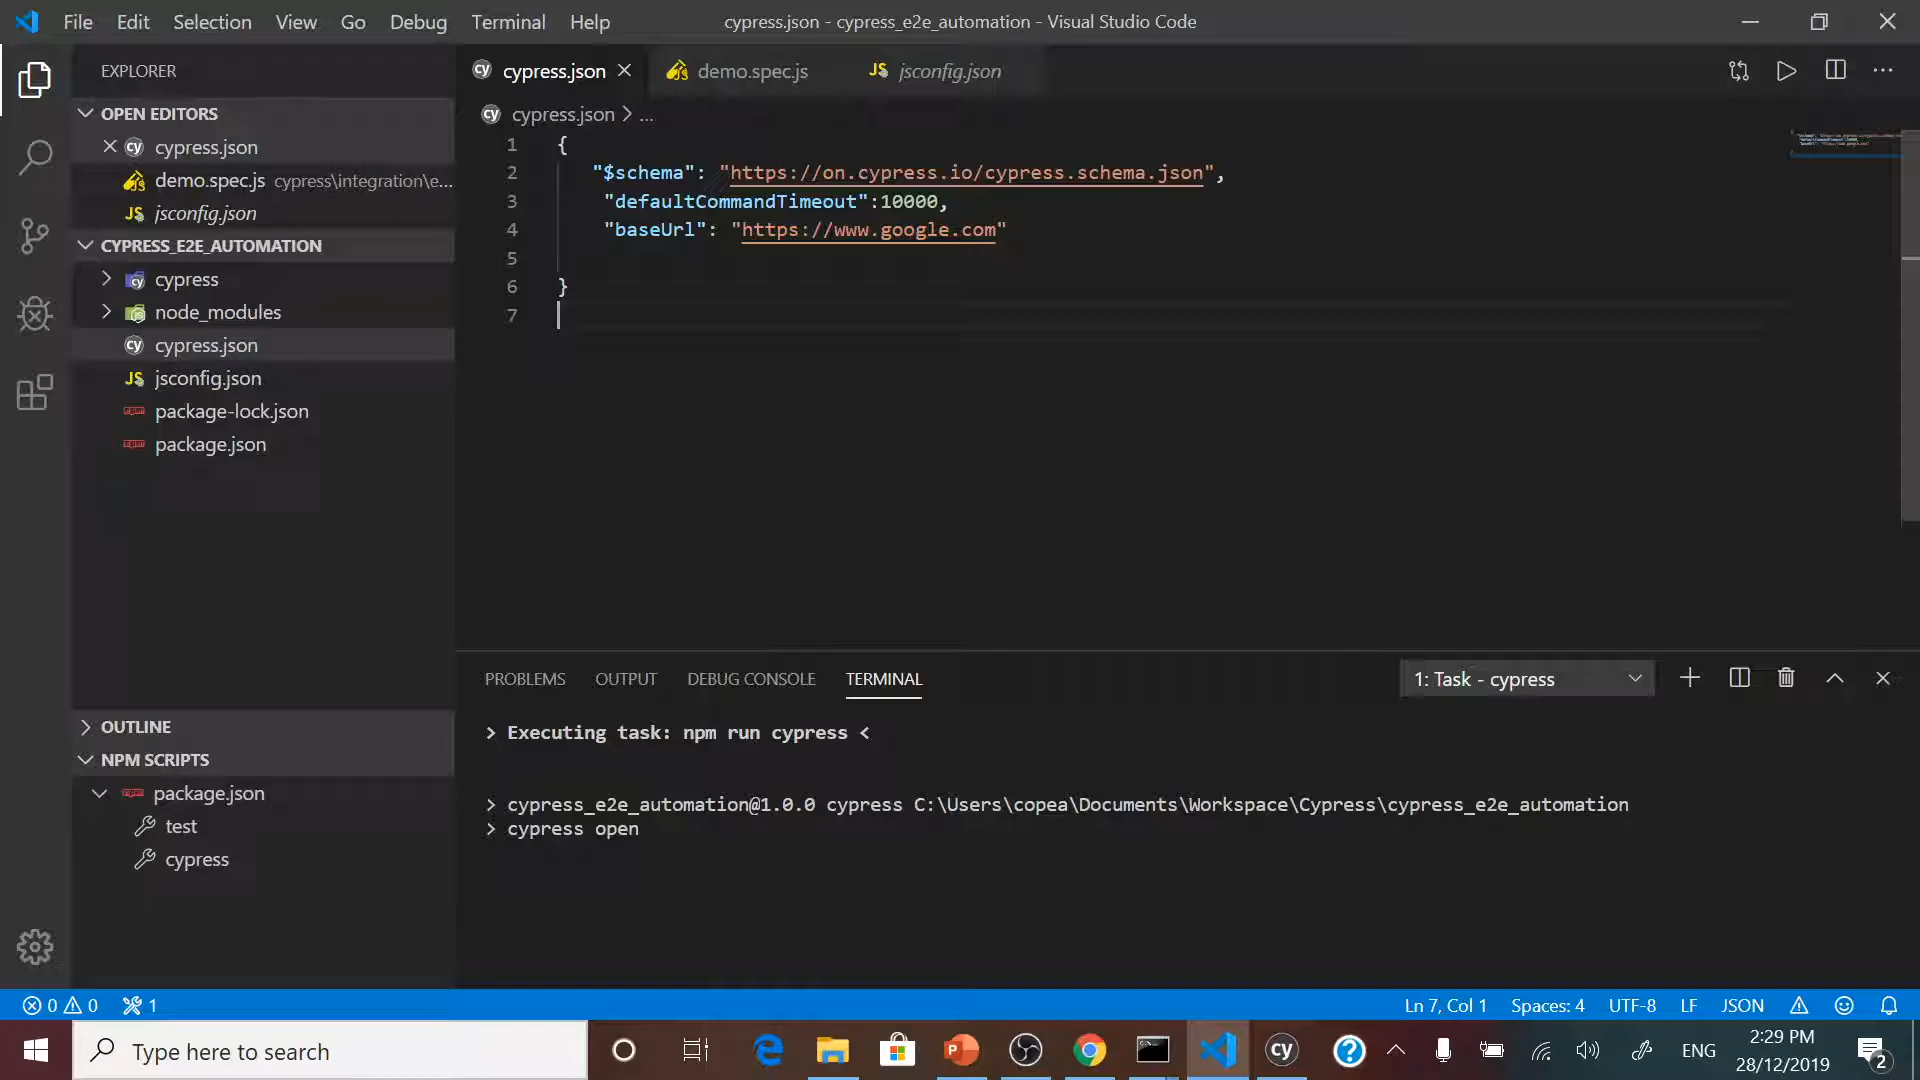 File Edit Selection View Go Debug Terminal Help cypress.json - cypress_e2e_automation - Visual Studio Code
EXPLORER
OPEN EDITORS
cypress.json
demo.spec.js cypress\integration\e...
jsconfig.json
CYPRESS_E2E_AUTOMATION
cypress
node_modules
cypress.json
jsconfig.json
package-lock.json
package.json
OUTLINE
NPM SCRIPTS
package.json
test
cypress
cypress.json demo.spec.js jsconfig.json
cypress.json > ...
1 {
2 "$schema": "https://on.cypress.io/cypress.schema.json",
3 "defaultCommandTimeout":10000,
4 "baseUrl": "https://www.google.com"
5
6 }
7
PROBLEMS OUTPUT DEBUG CONSOLE TERMINAL 1: Task - cypress
> Executing task: npm run cypress <
> cypress_e2e_automation@1.0.0 cypress C:\Users\copea\Documents\Workspace\Cypress\cypress_e2e_automation
> cypress open
0 0 1 Ln 7, Col 1 Spaces: 4 UTF-8 LF JSON
Type here to search
ENG
2:29 PM
28/12/2019
2